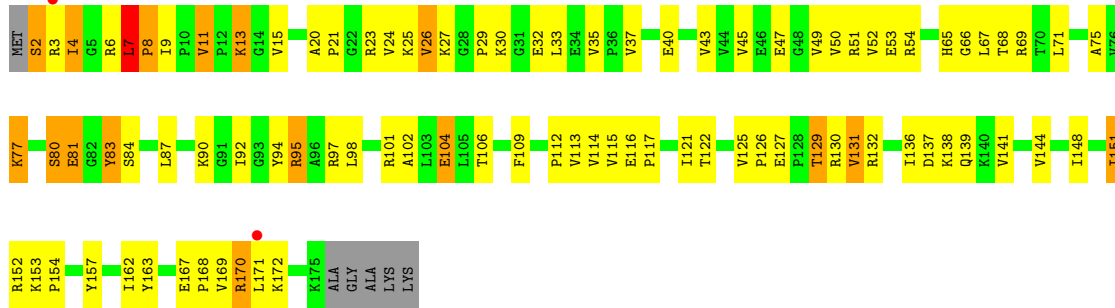 MET S2 R3 I4 G5 R6 L7 P8 I9 P10 V11 P12 K13 G14 V15 A20 P21 G22 R23 V24 K25 V26 K27 G28 P29 K30 G31 E32 L33 E34 V35 P36 V37 E40 V43 V44 V45 E46 E47 G48 V49 V50 R51 V52 E53 R54 H65 G66 L67 T68 R69 T70 L71 A75 V76
K77 S80 E81 G82 Y83 S84 L87 K90 G91 I92 G93 Y94 R95 A96 R97 L98 R101 A102 L103 E104 L105 T106 F109 P112 V113 V114 V115 E116 P117 I121 T122 V125 P126 E127 P128 T129 R130 V131 R132 I136 D137 K138 Q139 K140 V141 V144 I148 I151
R152 K153 P154 Y157 I162 Y163 E167 P168 V169 R170 L171 K172 K175 ALA GLY ALA LYS LYS